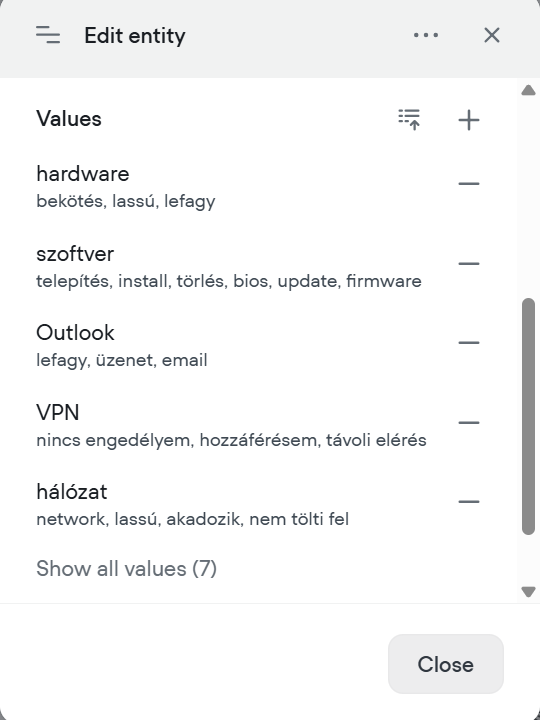 Edit entity
Values
hardware
bekötés, lassú, lefagy
szoftver
telepítés, install, törlés, bios, update, firmware
Outlook
lefagy, üzenet, email
VPN
nincs engedélyem, hozzáférésem, távoli elérés
hálózat
network, lassú, akadozik, nem tölti fel
Show all values (7)
Close